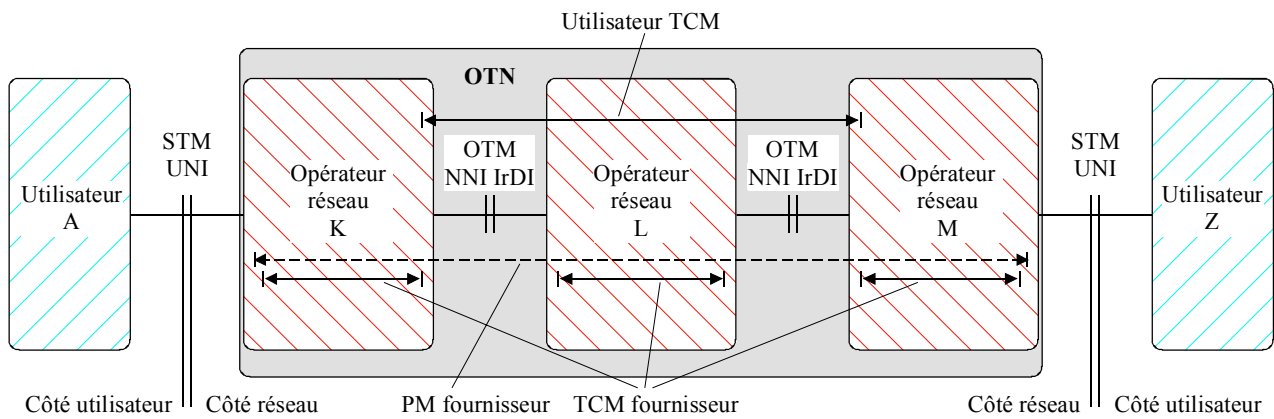 Utilisateur TCM
OTN
STM
UNI
OTM
NNI IrDI
OTM
NNI IrDI
STM
UNI
Utilisateur
A
Opérateur
réseau
K
Opérateur
réseau
L
Opérateur
réseau
M
Utilisateur
Z
Côté utilisateur
Côté réseau
PM fournisseur
TCM fournisseur
Côté réseau
Côté utilisateur